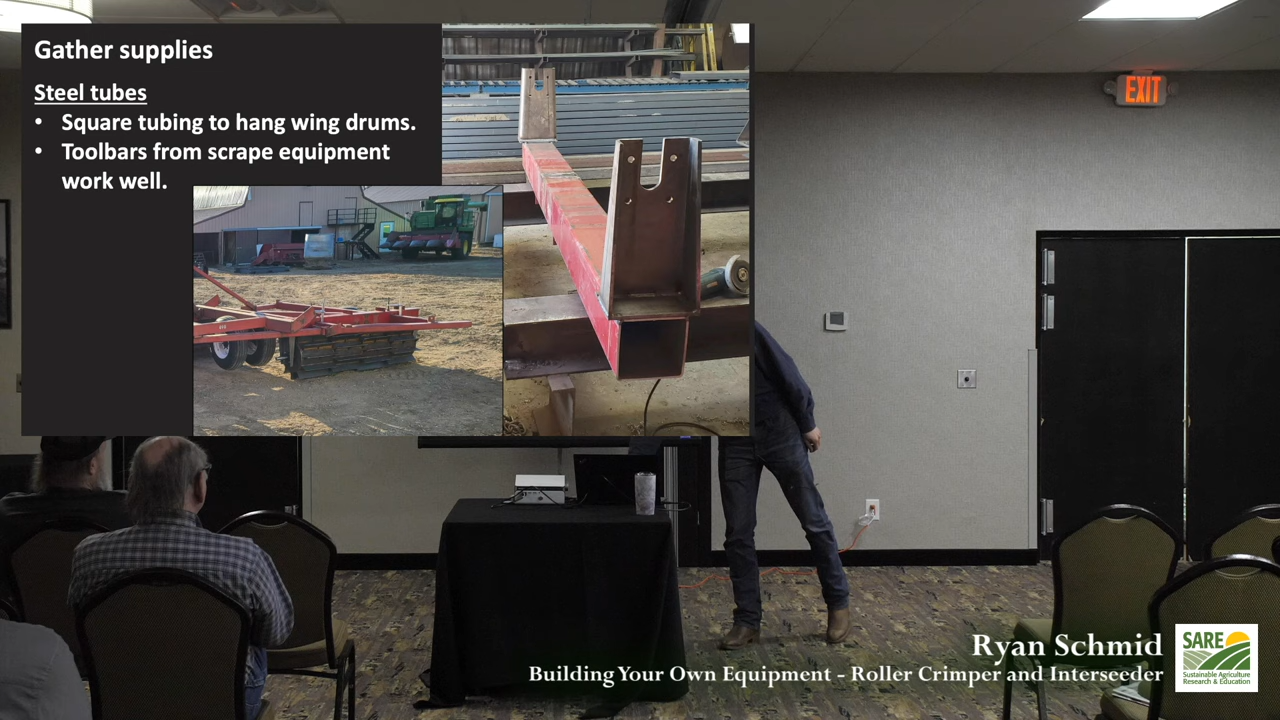 Gather supplies
Steel tubes
• Square tubing to hang wing drums.
• Toolbars from scrape equipment
work well.
EXIT
Ryan Schmid
Building Your Own Equipment - Roller Crimper and Interseeder
SARE
Sustainable Agriculture
Research & Education